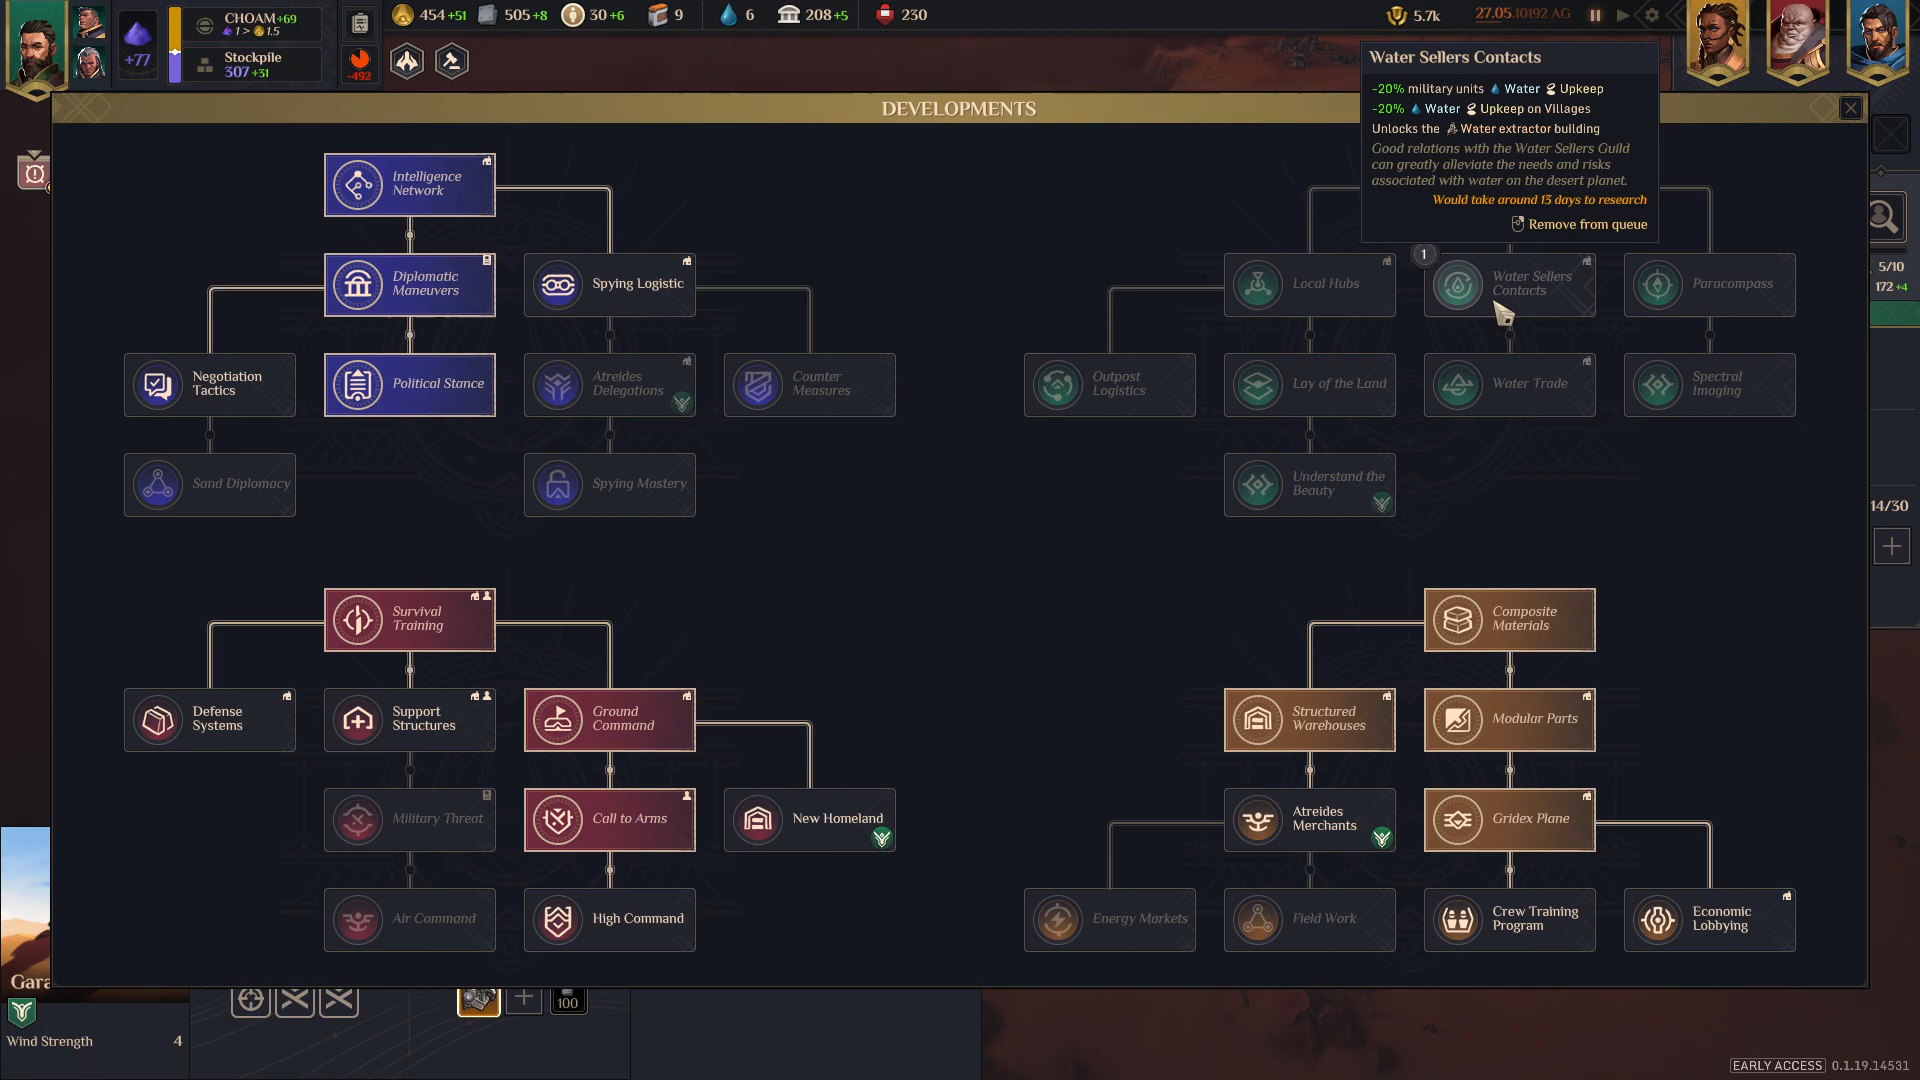 CHOAM +69
1 > 1.5
+77
Stockpile
307 +31
-492
454 +51
505 +8
30 +6
9
6
208 +5
230
5.7k
27.05.10192 AG
DEVELOPMENTS
Water Sellers Contacts
-20% military units Water Upkeep
-20% Water Upkeep on Villages
Unlocks the Water extractor building
Good relations with the Water Sellers Guild
can greatly alleviate the needs and risks
associated with water on the desert planet.
Would take around 13 days to research
Remove from queue
Intelligence
Network
Diplomatic
Maneuvers
Spying Logistic
Negotiation
Tactics
Political Stance
Atreides
Delegations
Counter
Measures
Sand Diplomacy
Spying Mastery
1
Local Hubs
Water Sellers
Contacts
Paracompass
Outpost
Logistics
Lay of the Land
Water Trade
Spectral
Imaging
Understand the
Beauty
5/10
172 +4
14/30
Survival
Training
Defense
Systems
Support
Structures
Ground
Command
Military Threat
Call to Arms
New Homeland
Air Command
High Command
Composite
Materials
Structured
Warehouses
Modular Parts
Atreides
Merchants
Gridex Plane
Energy Markets
Field Work
Crew Training
Program
Economic
Lobbying
Gara
100
Wind Strength 4
EARLY ACCESS 0.1.19.14531